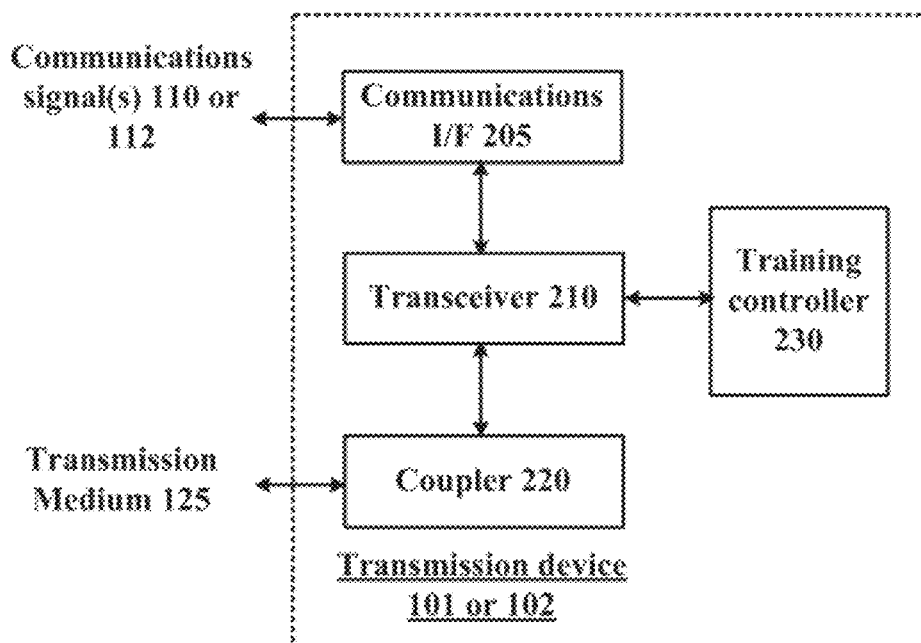 Communications
signal(s) 110 or
112
Communications
I/F 205
Transceiver 210
Training
controller
230
Transmission
Medium 125
Coupler 220
Transmission device
101 or 102